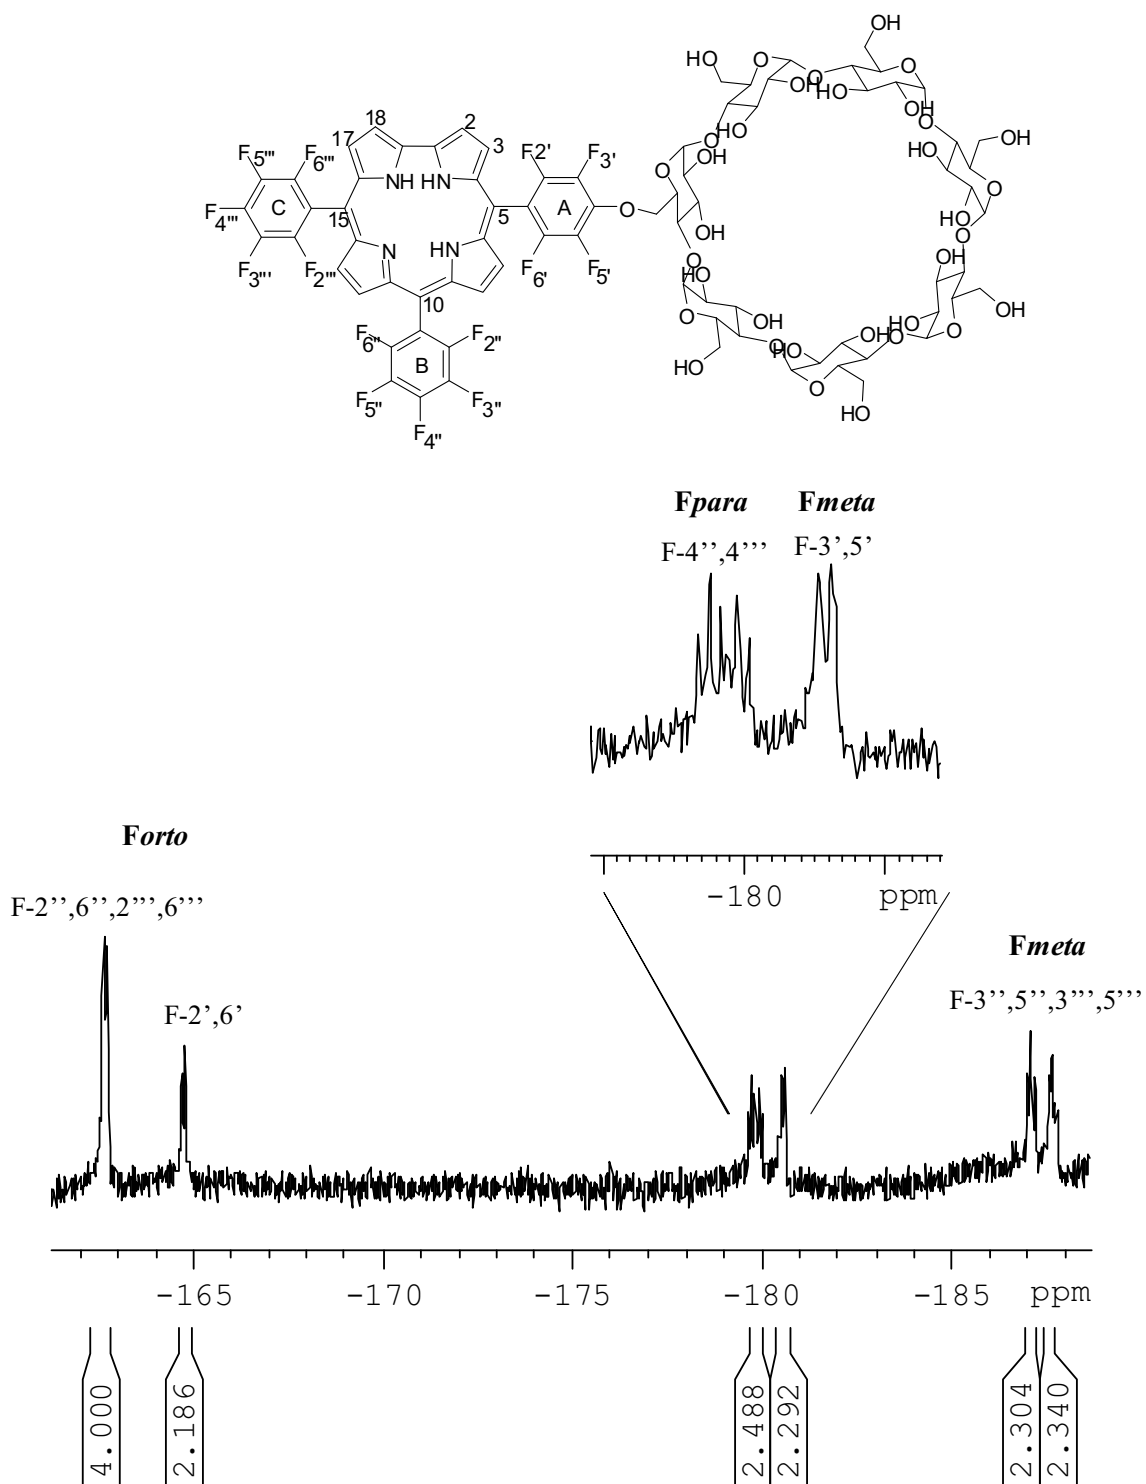 OH
HO
O
O
O
O
OH
HO
OH
18
2
HO
O
OH
17
3
HO
O
OH
F5'''
F6'''
F2'
F3'
O
OH
HO
NH
HN
C
A
O
F4'''
15
5
O
HO
O
N
HN
OH
O
F3'''
F2'''
F6'
F5'
O
HO
OH
10
O
HO
OH
OH
F6''
F2''
O
OH
O
HO
OH
O
B
HO
O
O
F5''
F3''
O
OH
F4''
HO
Fpara Fmeta
F-4'',4''' F-3',5'
-180 ppm
Forto
F-2'',6'',2''',6'''
Fmeta
F-2',6'
F-3'',5'',3''',5'''
-165 -170 -175 -180 -185 ppm
4.000
2.186
2.488
2.292
2.304
2.340